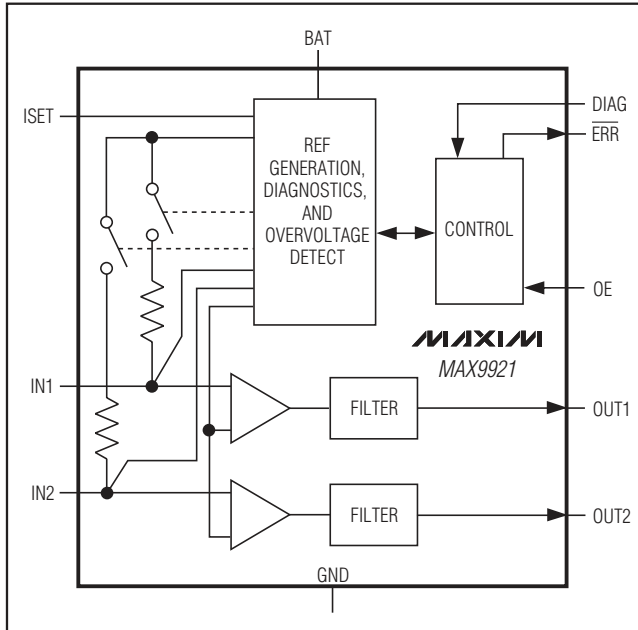 BAT
ISET
DIAG
ERR
REF
GENERATION,
DIAGNOSTICS,
AND
OVERVOLTAGE
DETECT
CONTROL
OE
MAXIM
MAX9921
IN1
FILTER
OUT1
IN2
FILTER
OUT2
GND